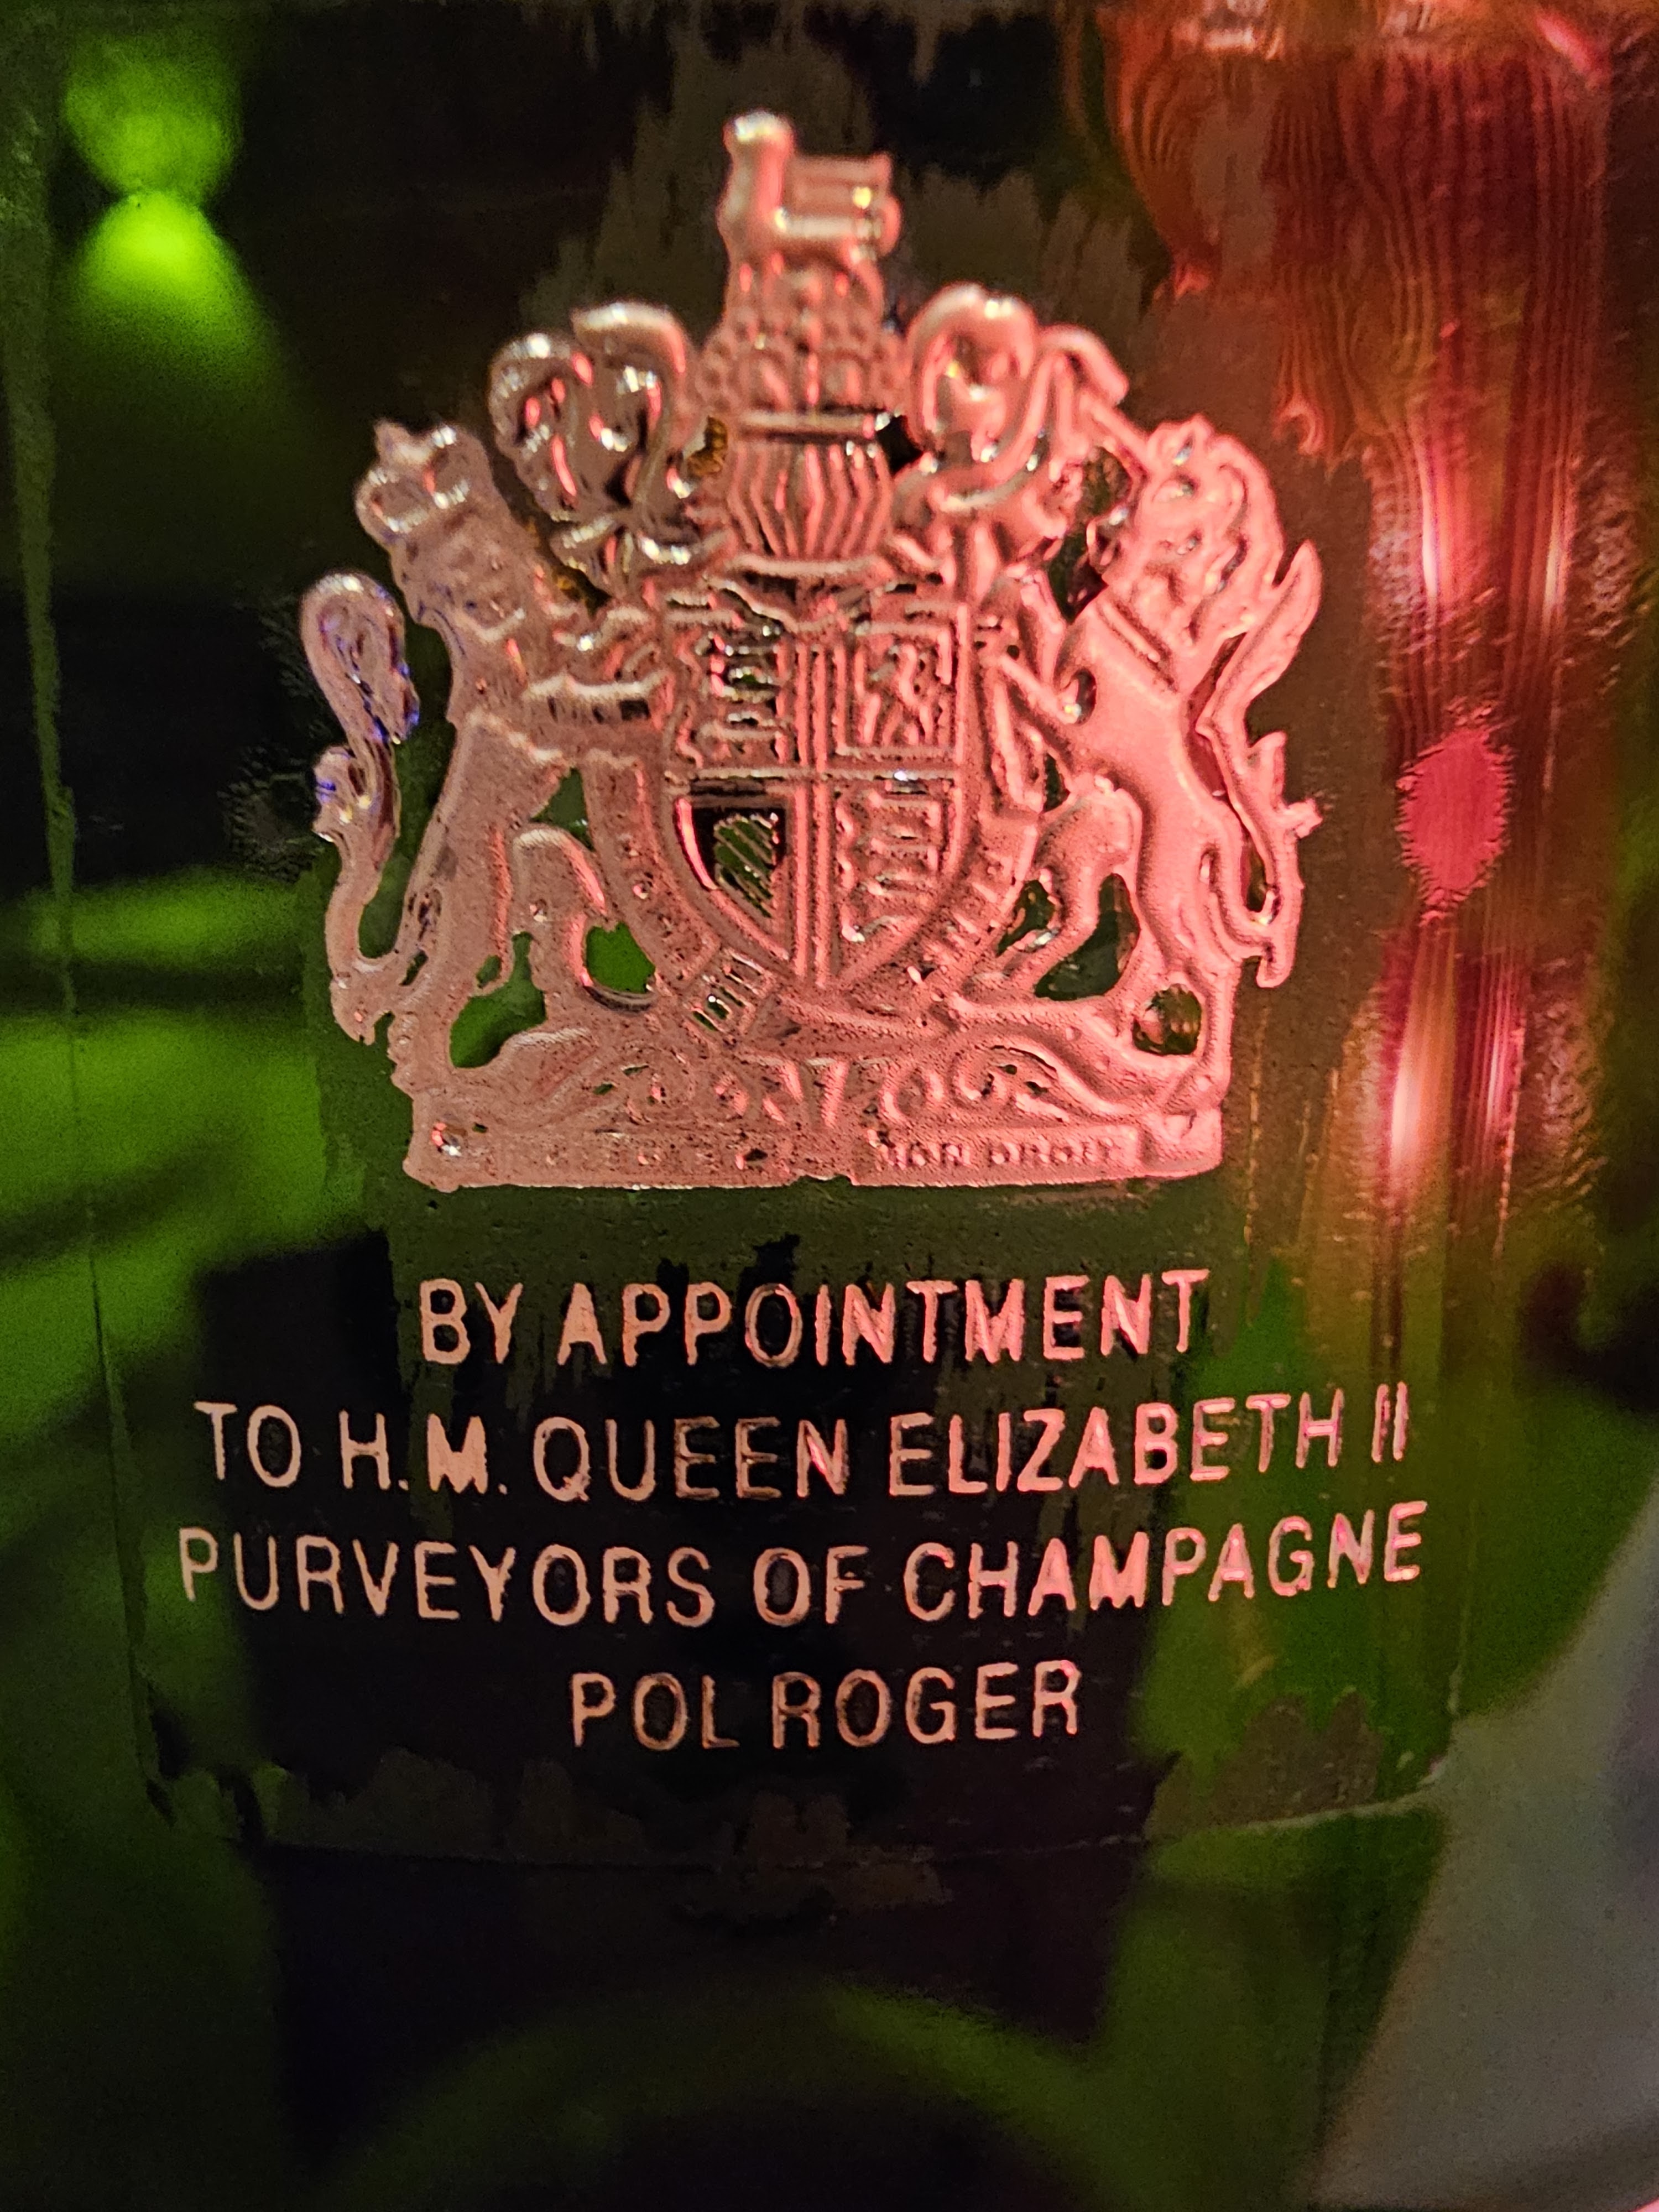 MON DROIT
BY APPOINTMENT
TO H.M. QUEEN ELIZABETH II
PURVEYORS OF CHAMPAGNE
POL ROGER